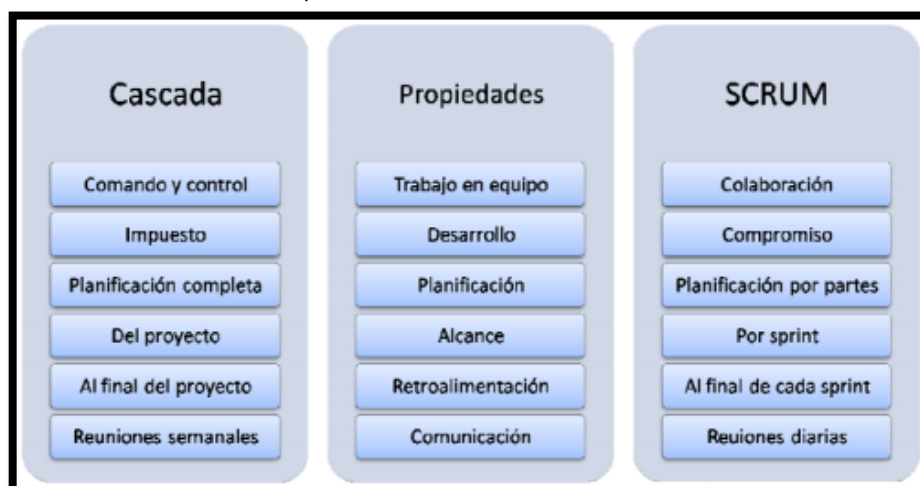 Cascada
Comando y control
Impuesto
Planificación completa
Del proyecto
Al final del proyecto
Reuniones semanales
Propiedades
Trabajo en equipo
Desarrollo
Planificación
Alcance
Retroalimentación
Comunicación
SCRUM
Colaboración
Compromiso
Planificación por partes
Por sprint
Al final de cada sprint
Reuiones diarias